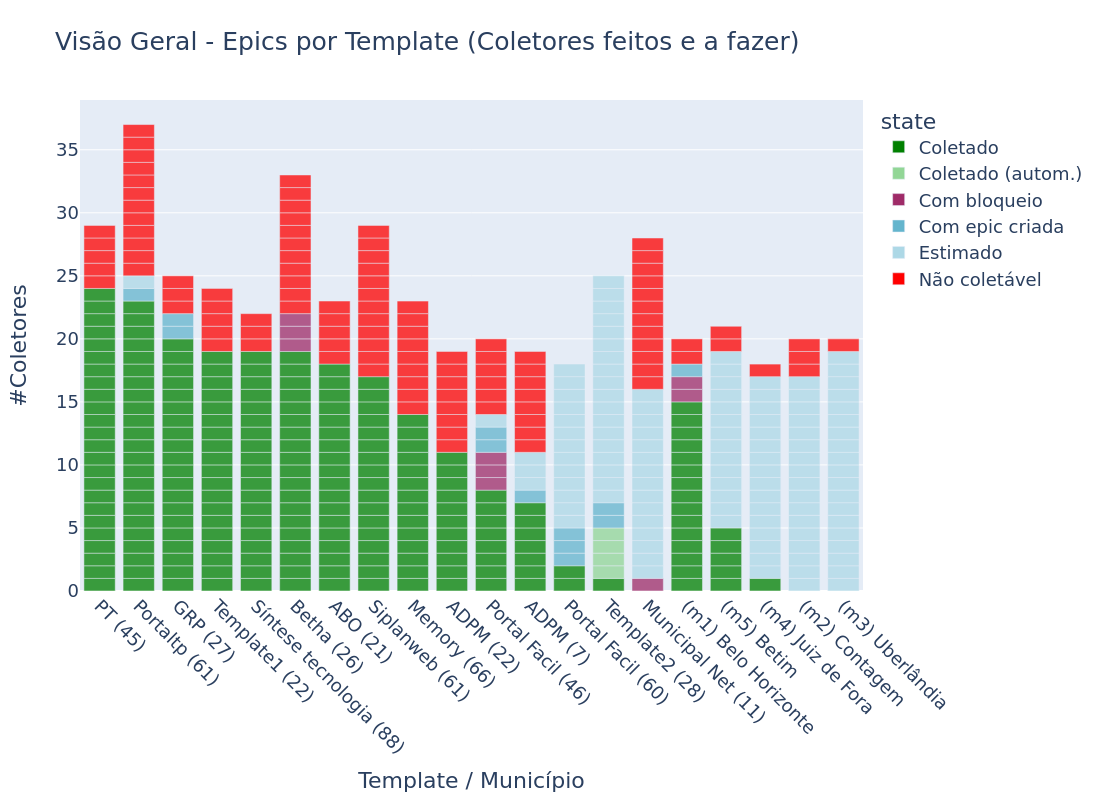 Visão Geral - Epics por Template (Coletores feitos e a fazer)
state
Coletado
Coletado (autom.)
Com bloqueio
Com epic criada
Estimado
Não coletável
#Coletores
35
30
25
20
15
10
5
0
PT (45)
Portaltp (61)
GRP (27)
Template1 (22)
Síntese tecnologia (88)
Betha (26)
ABO (21)
Siplanweb (61)
Memory (66)
ADPM (22)
Portal Facil (46)
ADPM (7)
Portal Facil (60)
Template2 (28)
Municipal Net (11)
(m1) Belo Horizonte
(m5) Betim
(m4) Juiz de Fora
(m2) Contagem
(m3) Uberlândia
Template / Município